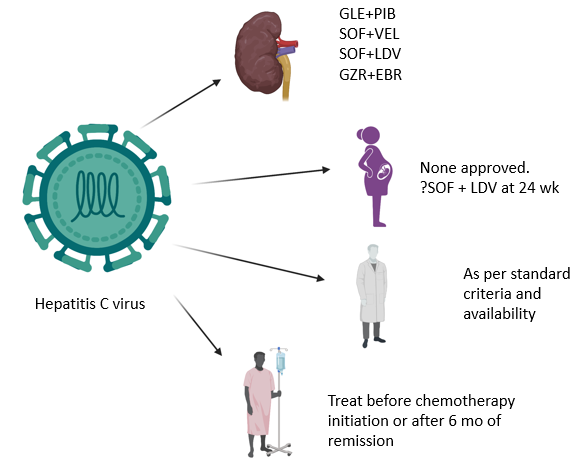 GLE+PIB
SOF+VEL
SOF+LDV
GZR+EBR
None approved.
?SOF + LDV at 24 wk
As per standard
criteria and
availability
Hepatitis C virus
Treat before chemotherapy
initiation or after 6 mo of
remission